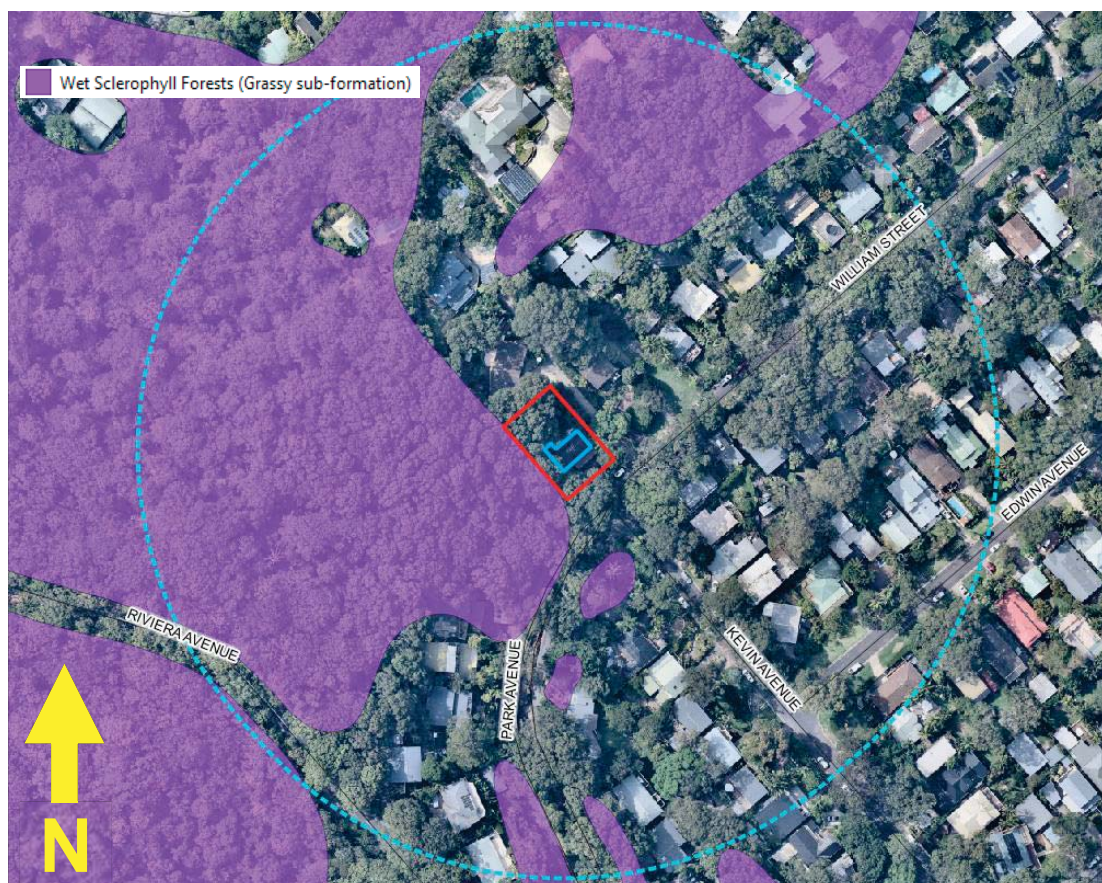 Wet Sclerophyll Forests (Grassy sub-formation)
WILLIAM STREET
EDWIN AVENUE
RIVIERA AVENUE
PARK AVENUE
KEVIN AVENUE
N